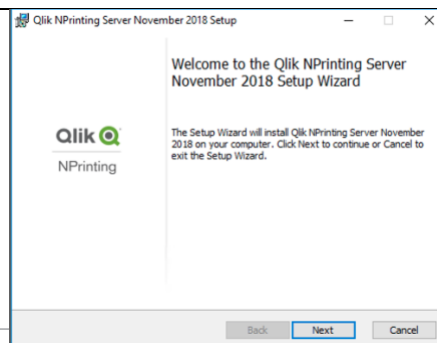 Qlik NPrinting Server November 2018 Setup
Welcome to the Qlik NPrinting Server
November 2018 Setup Wizard
Qlik
NPrinting
The Setup Wizard will install Qlik NPrinting Server November
2018 on your computer. Click Next to continue or Cancel to
exit the Setup Wizard.
Back Next Cancel